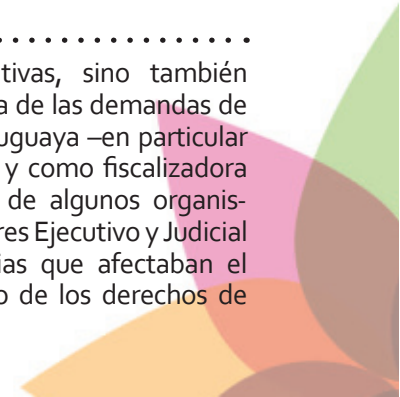 tivas, sino también
a de las demandas de
uguaya –en particular
y como fiscalizadora
de algunos organis-
res Ejecutivo y Judicial
ias que afectaban el
o de los derechos de